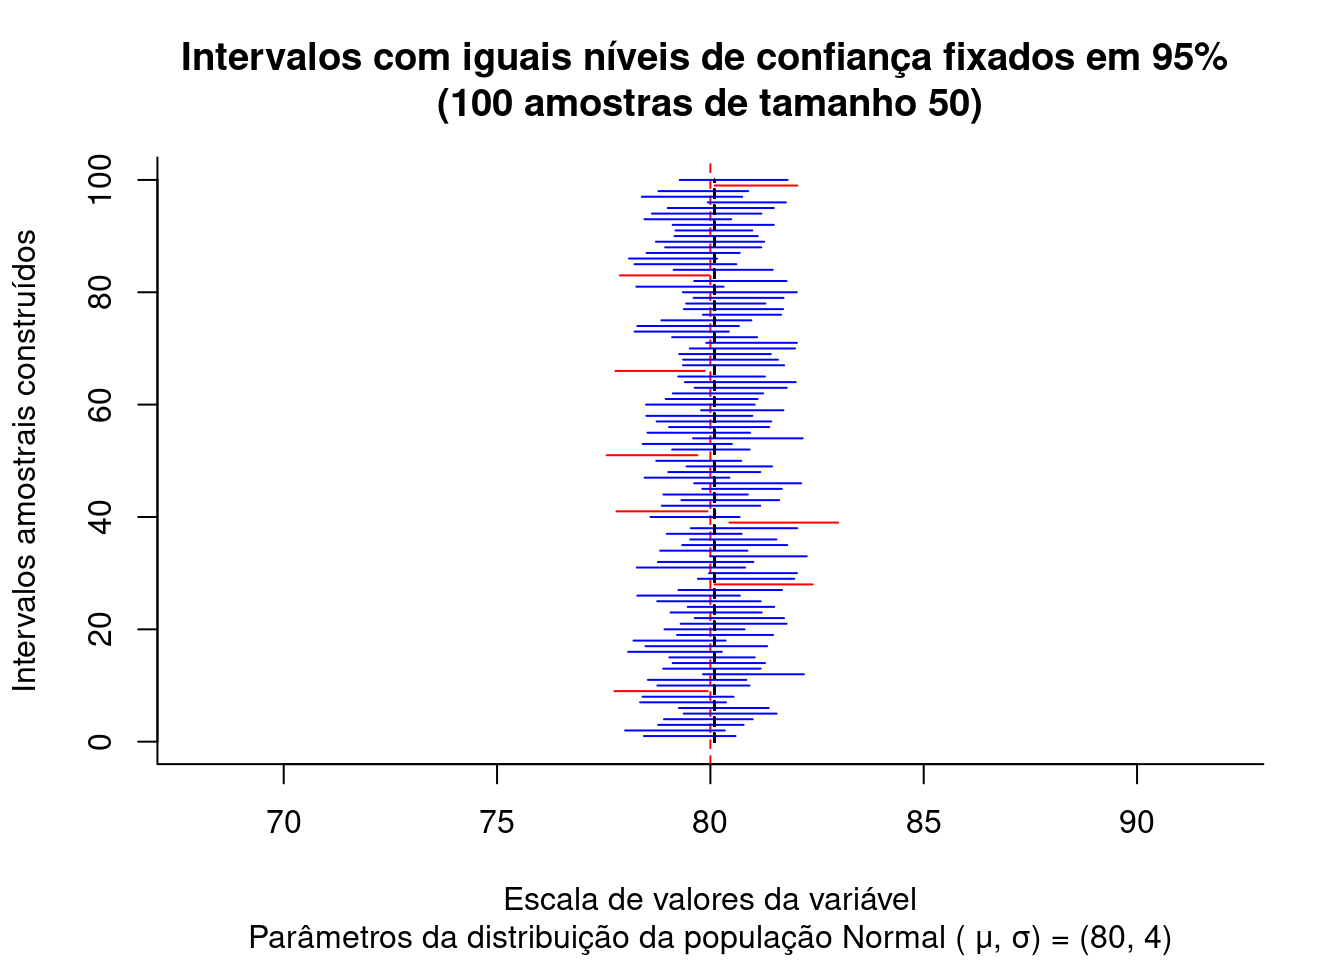 Intervalos com iguais níveis de confiança fixados em 95%
(100 amostras de tamanho 50)
Intervalos amostrais construídos
100
80
60
40
20
0
70 75 80 85 90
Escala de valores da variável
Parâmetros da distribuição da população Normal ( μ, σ) = (80, 4)